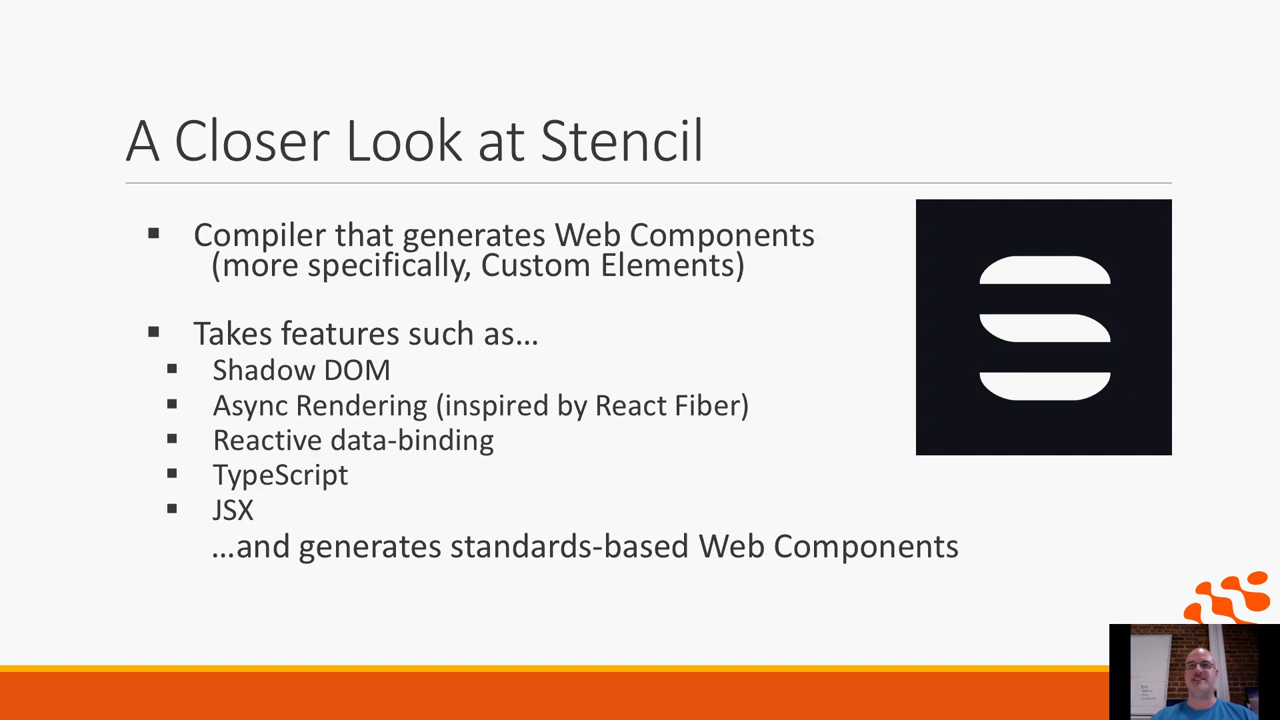 A Closer Look at Stencil
▪ Compiler that generates Web Components
(more specifically, Custom Elements)
▪ Takes features such as…
▪ Shadow DOM
▪ Async Rendering (inspired by React Fiber)
▪ Reactive data-binding
▪ TypeScript
▪ JSX
…and generates standards-based Web Components